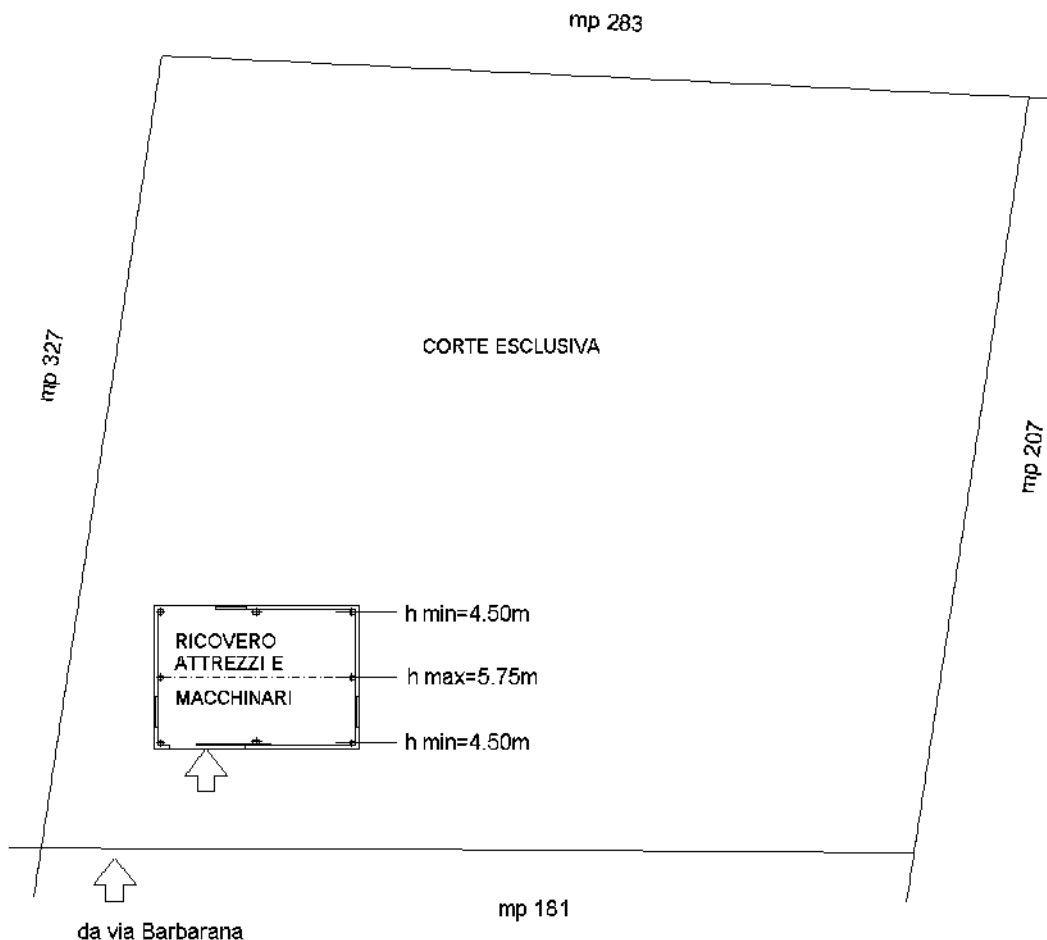 mp 283
mp 327
CORTE ESCLUSIVA
mp 207
h min=4.50m
RICOVERO
ATTREZZI E
h max=5.75m
MACCHINARI
h min=4.50m
mp 181
da via Barbarana